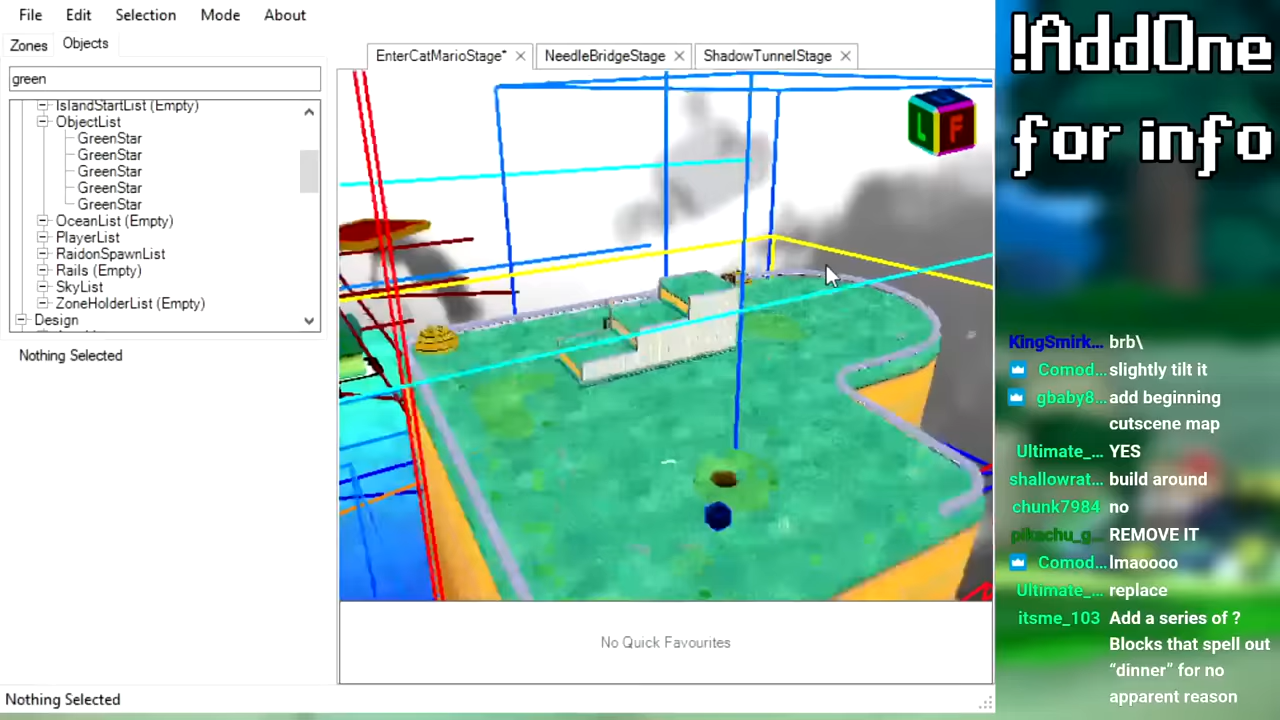 File Edit Selection Mode About
Zones Objects
EnterCatMarioStage* NeedleBridgeStage ShadowTunnelStage
green
IslandStartList (Empty)
ObjectList
GreenStar
GreenStar
GreenStar
GreenStar
GreenStar
OceanList (Empty)
PlayerList
RaidonSpawnList
Rails (Empty)
SkyList
ZoneHolderList (Empty)
Design
Nothing Selected
L F
No Quick Favourites
Nothing Selected
!AddOne
for info
KingSmirk... brb\
Comod... slightly tilt it
gbaby8... add beginning
cutscene map
Ultimate_... YES
shallowrat... build around
chunk7984 no
pikachu_g... REMOVE IT
Comod... lmaoooo
Ultimate_... replace
itsme_103 Add a series of ?
Blocks that spell out
“dinner” for no
apparent reason